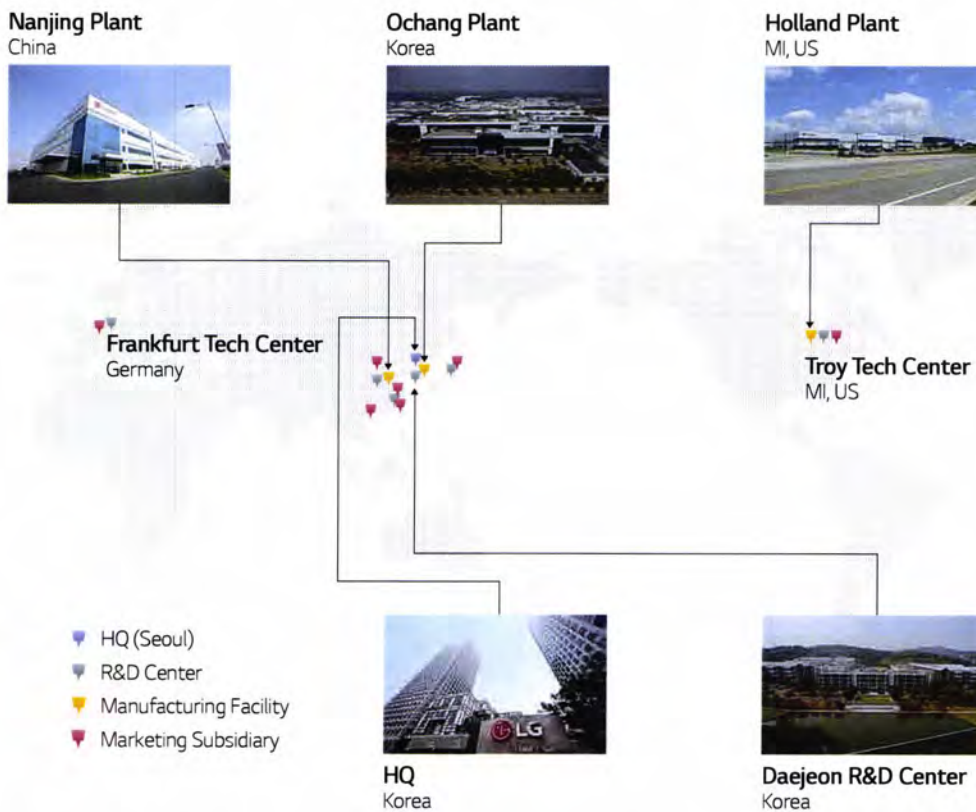 Nanjing Plant
China
Ochang Plant
Korea
Holland Plant
MI, US
Frankfurt Tech Center
Germany
Troy Tech Center
MI, US
HQ (Seoul)
R&D Center
Manufacturing Facility
Marketing Subsidiary
LG
HQ
Korea
Daejeon R&D Center
Korea